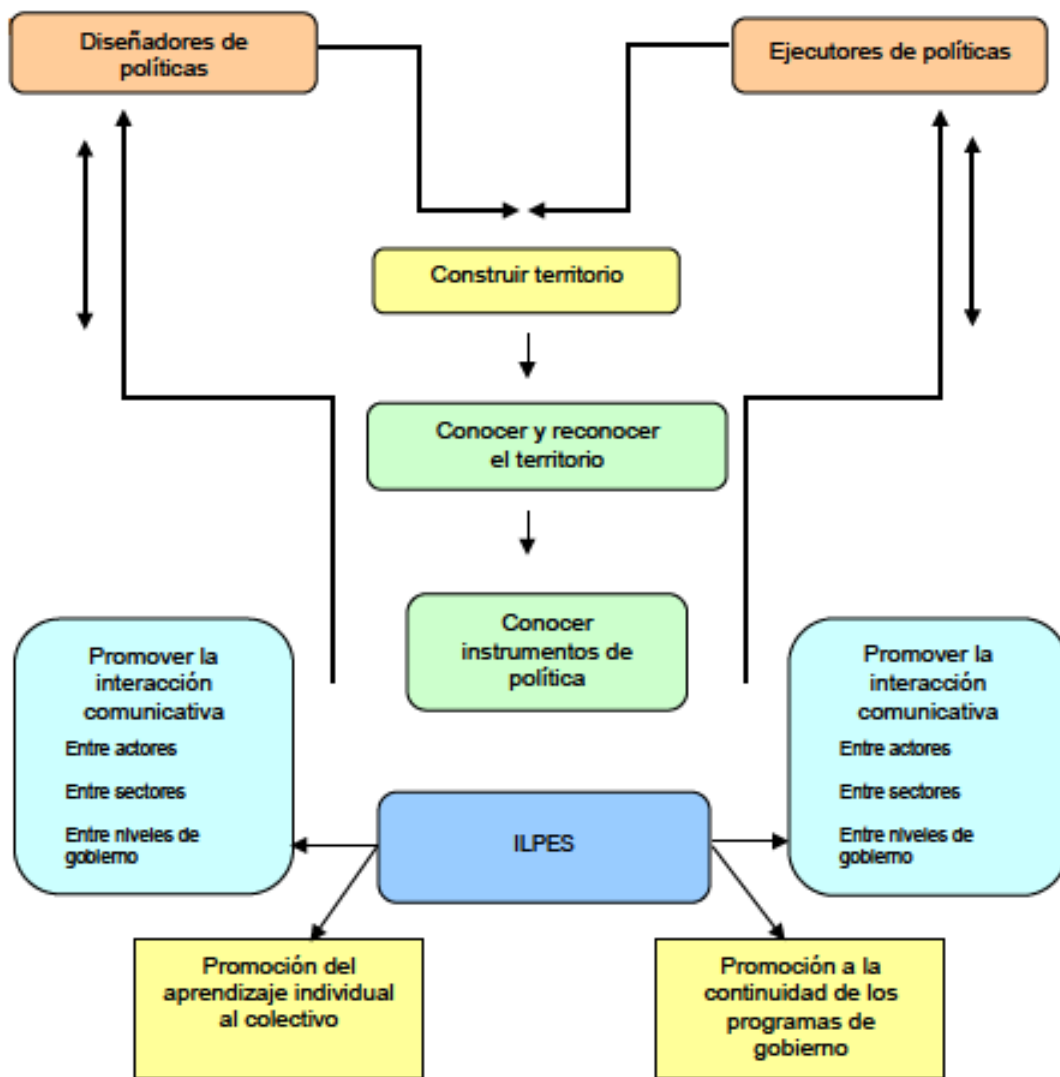 Diseñadores de
políticas
Ejecutores de políticas
Construir territorio
Conocer y reconocer
el territorio
Conocer
instrumentos de
política
Promover la
interacción
comunicativa
Entre actores
Entre sectores
Entre niveles de
gobierno
Promover la
interacción
comunicativa
Entre actores
Entre sectores
Entre niveles de
gobierno
ILPES
Promoción del
aprendizaje individual
al colectivo
Promoción a la
continuidad de los
programas de
gobierno